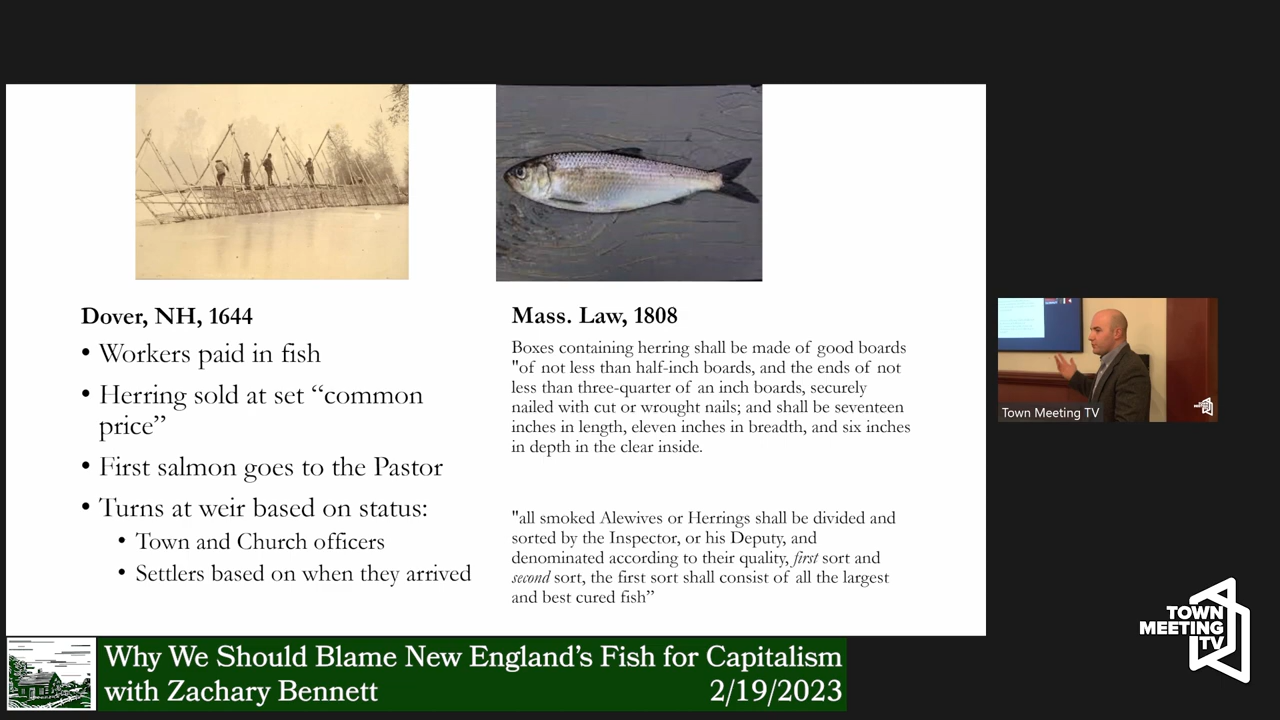 Dover, NH, 1644
• Workers paid in fish
• Herring sold at set “common
price”
• First salmon goes to the Pastor
• Turns at weir based on status:
• Town and Church officers
• Settlers based on when they arrived
Mass. Law, 1808
Boxes containing herring shall be made of good boards
"of not less than half-inch boards, and the ends of not
less than three-quarter of an inch boards, securely
nailed with cut or wrought nails; and shall be seventeen
inches in length, eleven inches in breadth, and six inches
in depth in the clear inside.
"all smoked Alewives or Herrings shall be divided and
sorted by the Inspector, or his Deputy, and
denominated according to their quality, first sort and
second sort, the first sort shall consist of all the largest
and best cured fish”
Town Meeting TV
TOWN
MEETING
TV
Why We Should Blame New England’s Fish for Capitalism
with Zachary Bennett
2/19/2023